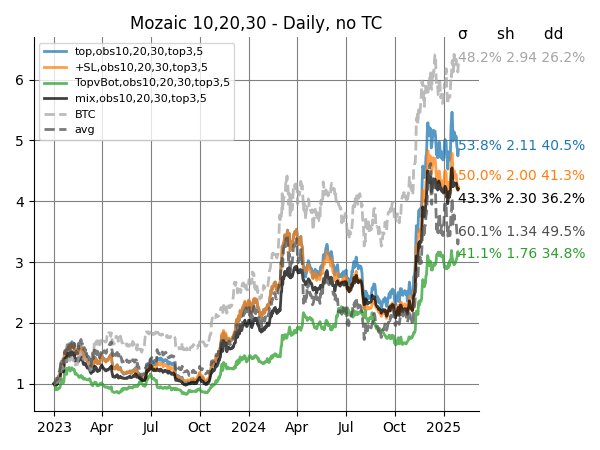 Mozaic 10,20,30 - Daily, no TC
σ sh dd
top,obs10,20,30,top3,5
+SL,obs10,20,30,top3,5
TopvBot,obs10,20,30,top3,5
mix,obs10,20,30,top3,5
BTC
avg
48.2% 2.94 26.2%
53.8% 2.11 40.5%
50.0% 2.00 41.3%
43.3% 2.30 36.2%
60.1% 1.34 49.5%
41.1% 1.76 34.8%
6
5
4
3
2
1
2023 Apr Jul Oct 2024 Apr Jul Oct 2025